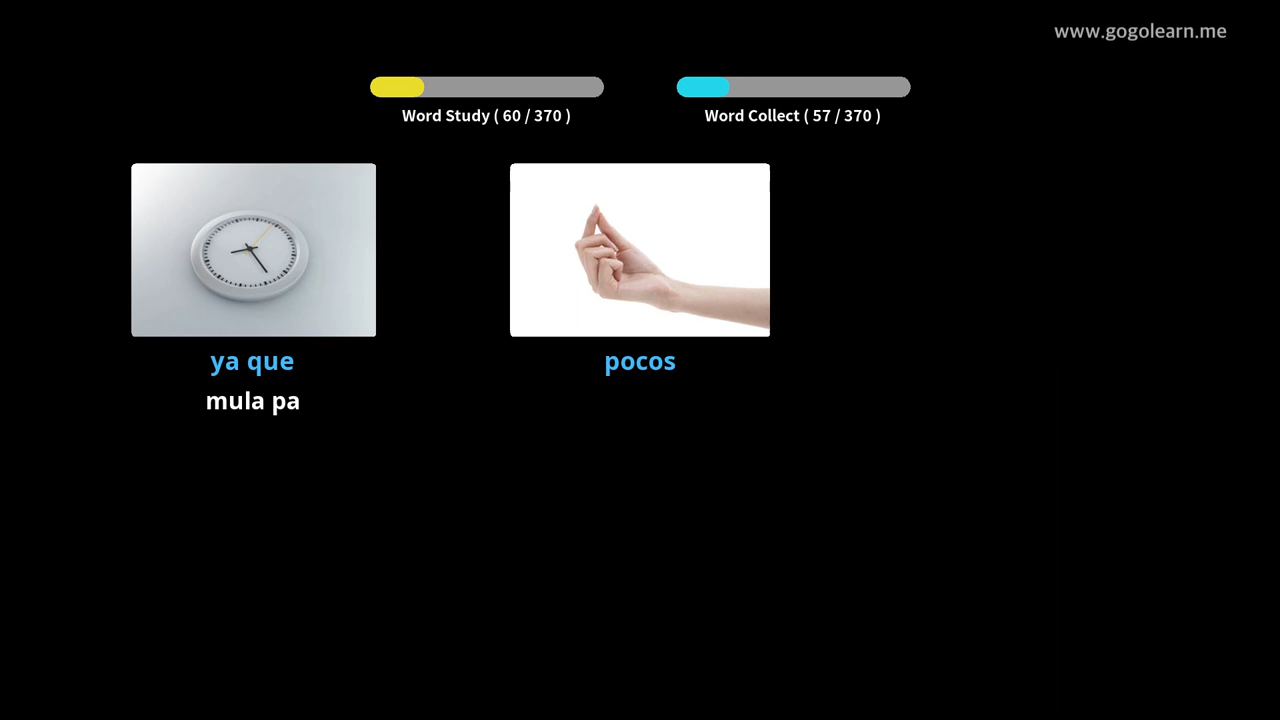 www.gogolearn.me
Word Study ( 60 / 370 )
Word Collect ( 57 / 370 )
ya que
mula pa
pocos